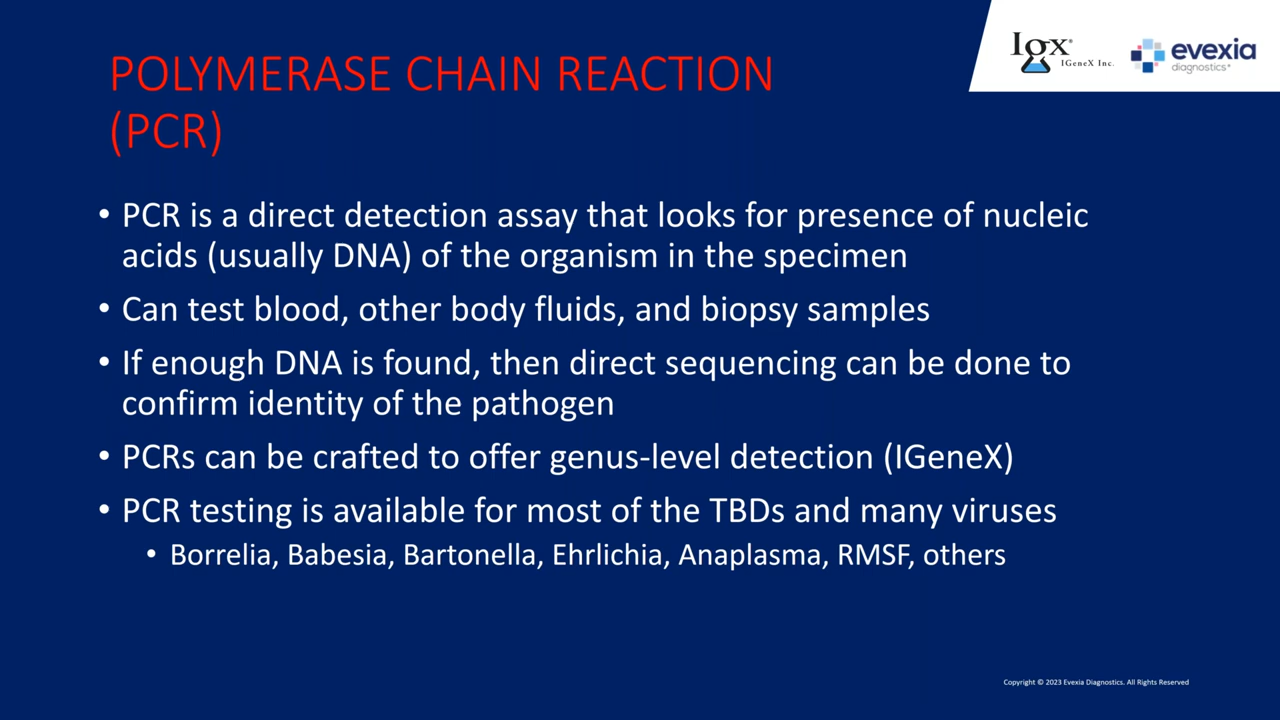 POLYMERASE CHAIN REACTION
(PCR)
Igx®
IGeneX Inc.
evexia
diagnostics
• PCR is a direct detection assay that looks for presence of nucleic
acids (usually DNA) of the organism in the specimen
• Can test blood, other body fluids, and biopsy samples
• If enough DNA is found, then direct sequencing can be done to
confirm identity of the pathogen
• PCRs can be crafted to offer genus-level detection (IGeneX)
• PCR testing is available for most of the TBDs and many viruses
• Borrelia, Babesia, Bartonella, Ehrlichia, Anaplasma, RMSF, others
Copyright © 2023 Evexia Diagnostics. All Rights Reserved